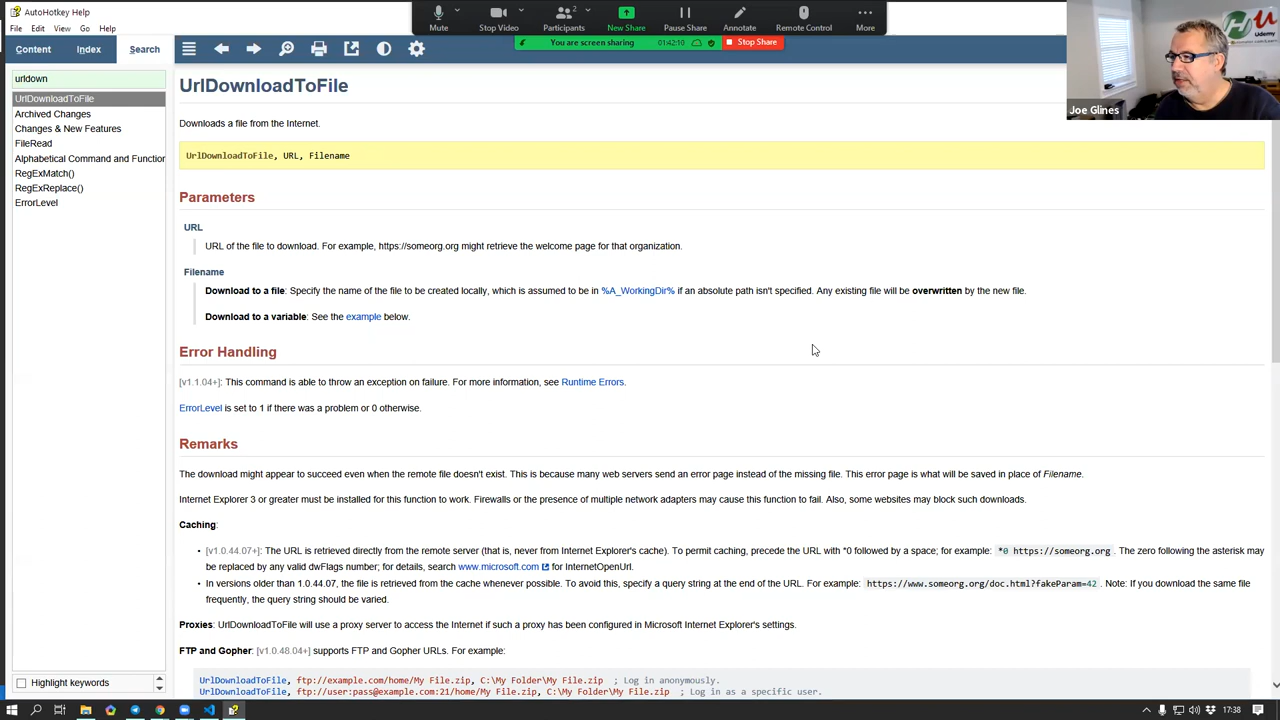 AutoHotkey Help
File Edit View Go Help
Mute
Stop Video
2
Participants
New Share
Pause Share
Annotate
Remote Control
More
You are screen sharing
01:42:10
Stop Share
Udemy
Joe Glines
Content Index Search
urldown
UrlDownloadToFile
Archived Changes
Changes & New Features
FileRead
Alphabetical Command and Function
RegExMatch()
RegExReplace()
ErrorLevel
Highlight keywords
UrlDownloadToFile
Downloads a file from the Internet.
UrlDownloadToFile, URL, Filename
Parameters
URL
URL of the file to download. For example, https://someorg.org might retrieve the welcome page for that organization.
Filename
Download to a file: Specify the name of the file to be created locally, which is assumed to be in %A_WorkingDir% if an absolute path isn't specified. Any existing file will be overwritten by the new file.
Download to a variable: See the example below.
Error Handling
[v1.1.04+]: This command is able to throw an exception on failure. For more information, see Runtime Errors.
ErrorLevel is set to 1 if there was a problem or 0 otherwise.
Remarks
The download might appear to succeed even when the remote file doesn't exist. This is because many web servers send an error page instead of the missing file. This error page is what will be saved in place of Filename.
Internet Explorer 3 or greater must be installed for this function to work. Firewalls or the presence of multiple network adapters may cause this function to fail. Also, some websites may block such downloads.
Caching:
• [v1.0.44.07+]: The URL is retrieved directly from the remote server (that is, never from Internet Explorer's cache). To permit caching, precede the URL with *0 followed by a space; for example: *0 https://someorg.org. The zero following the asterisk may
be replaced by any valid dwFlags number; for details, search www.microsoft.com for InternetOpenUrl.
• In versions older than 1.0.44.07, the file is retrieved from the cache whenever possible. To avoid this, specify a query string at the end of the URL. For example: https://www.someorg.org/doc.html?fakeParam=42. Note: If you download the same file
frequently, the query string should be varied.
Proxies: UrlDownloadToFile will use a proxy server to access the Internet if such a proxy has been configured in Microsoft Internet Explorer's settings.
FTP and Gopher: [v1.0.48.04+] supports FTP and Gopher URLs. For example:
UrlDownloadToFile, ftp://example.com/home/My File.zip, C:\My Folder\My File.zip ; Log in anonymously.
UrlDownloadToFile, ftp://user:pass@example.com:21/home/My File.zip, C:\My Folder\My File.zip ; Log in as a specific user.
17:38